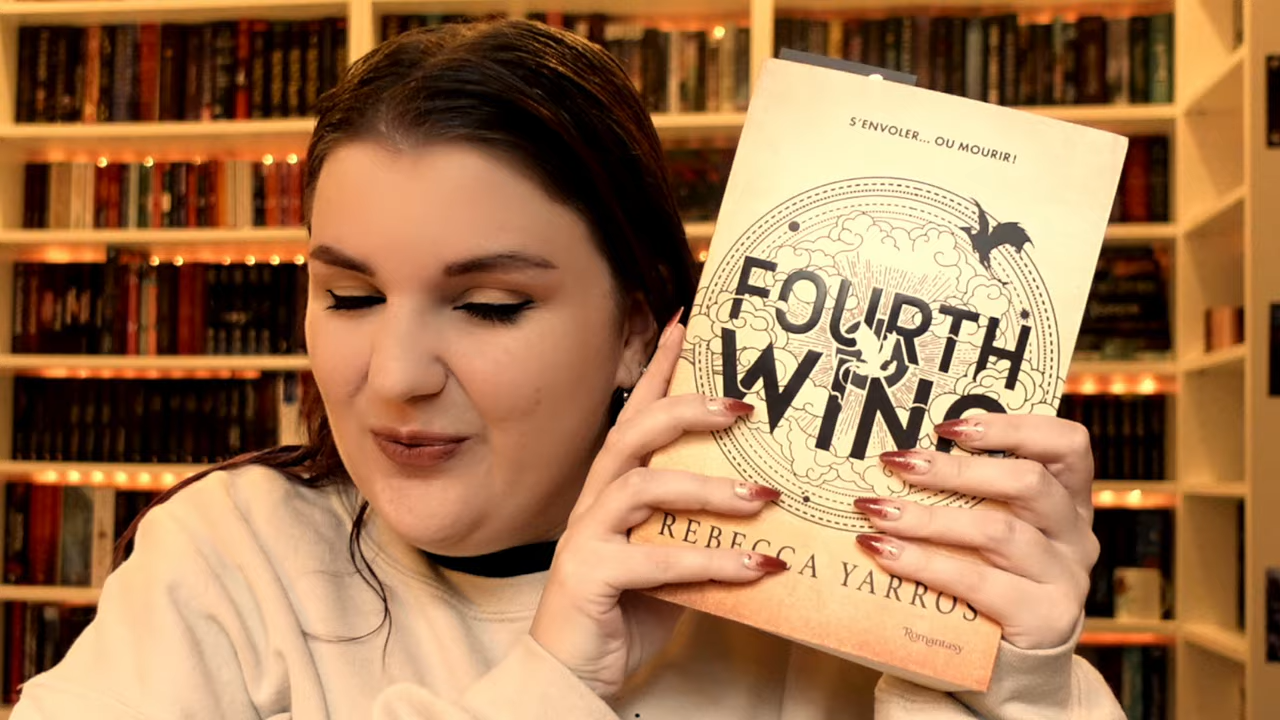 S'ENVOLER... OU MOURIR!
FOURTH
WING
REBECCA YARROS
Romantasy